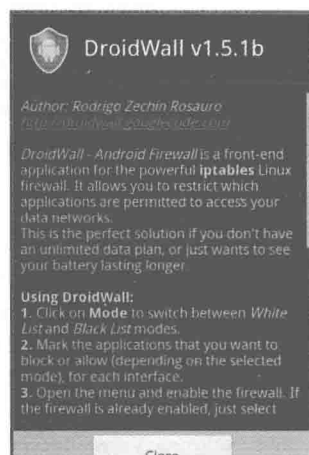 DroidWall v1.5.1b
Author: Rodrigo Zechin Rosauro
http://droidwall.googlecode.com
DroidWall - Android Firewall is a front-end
application for the powerful iptables Linux
firewall. It allows you to restrict which
applications are permitted to access your
data networks.
This is the perfect solution if you don't have
an unlimited data plan, or just wants to see
your battery lasting longer.
Using DroidWall:
1. Click on Mode to switch between White
List and Black List modes.
2. Mark the applications that you want to
block or allow (depending on the selected
mode), for each interface.
3. Open the menu and enable the firewall. If
the firewall is already enabled, just select
Close